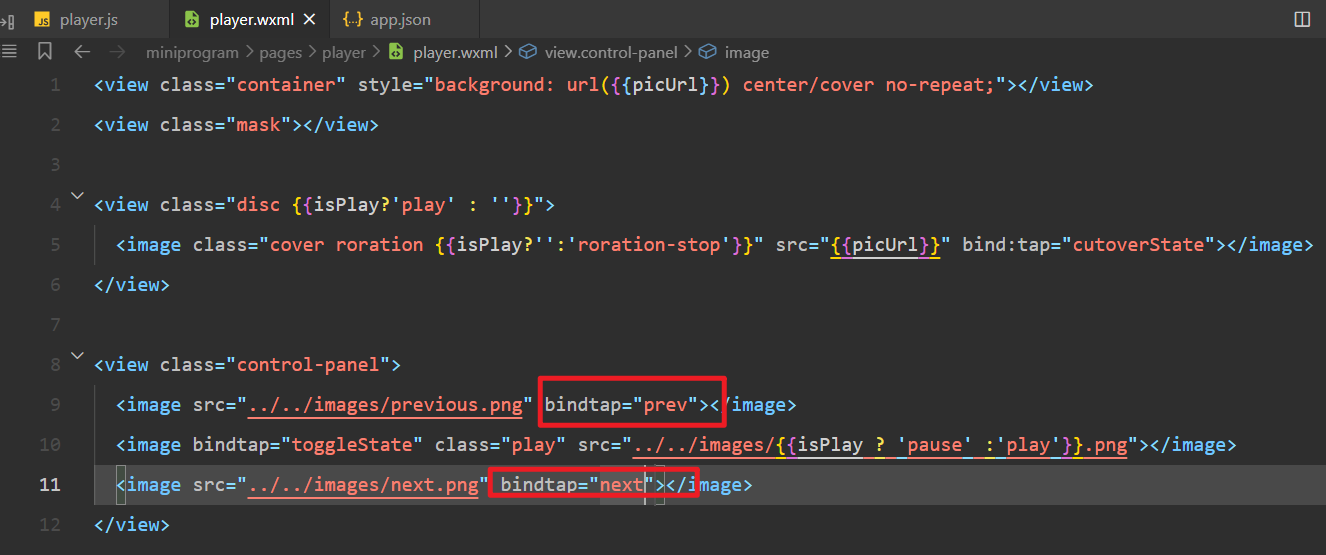 player.js player.wxml app.json
miniprogram > pages > player > player.wxml > view.control-panel > image
1 <view class="container" style="background: url({{picUrl}}) center/cover no-repeat;"></view>
2 <view class="mask"></view>
3
4 <view class="disc {{isPlay?'play' : ''}}">
5 <image class="cover roration {{isPlay?'':'roration-stop'}}" src="{{picUrl}}" bind:tap="cutoverState"></image>
6 </view>
7
8 <view class="control-panel">
9 <image src="../../images/previous.png" bindtap="prev"></image>
10 <image bindtap="toggleState" class="play" src="../../images/{{isPlay ? 'pause' :'play'}}.png"></image>
11 <image src="../../images/next.png" bindtap="next"></image>
12 </view>